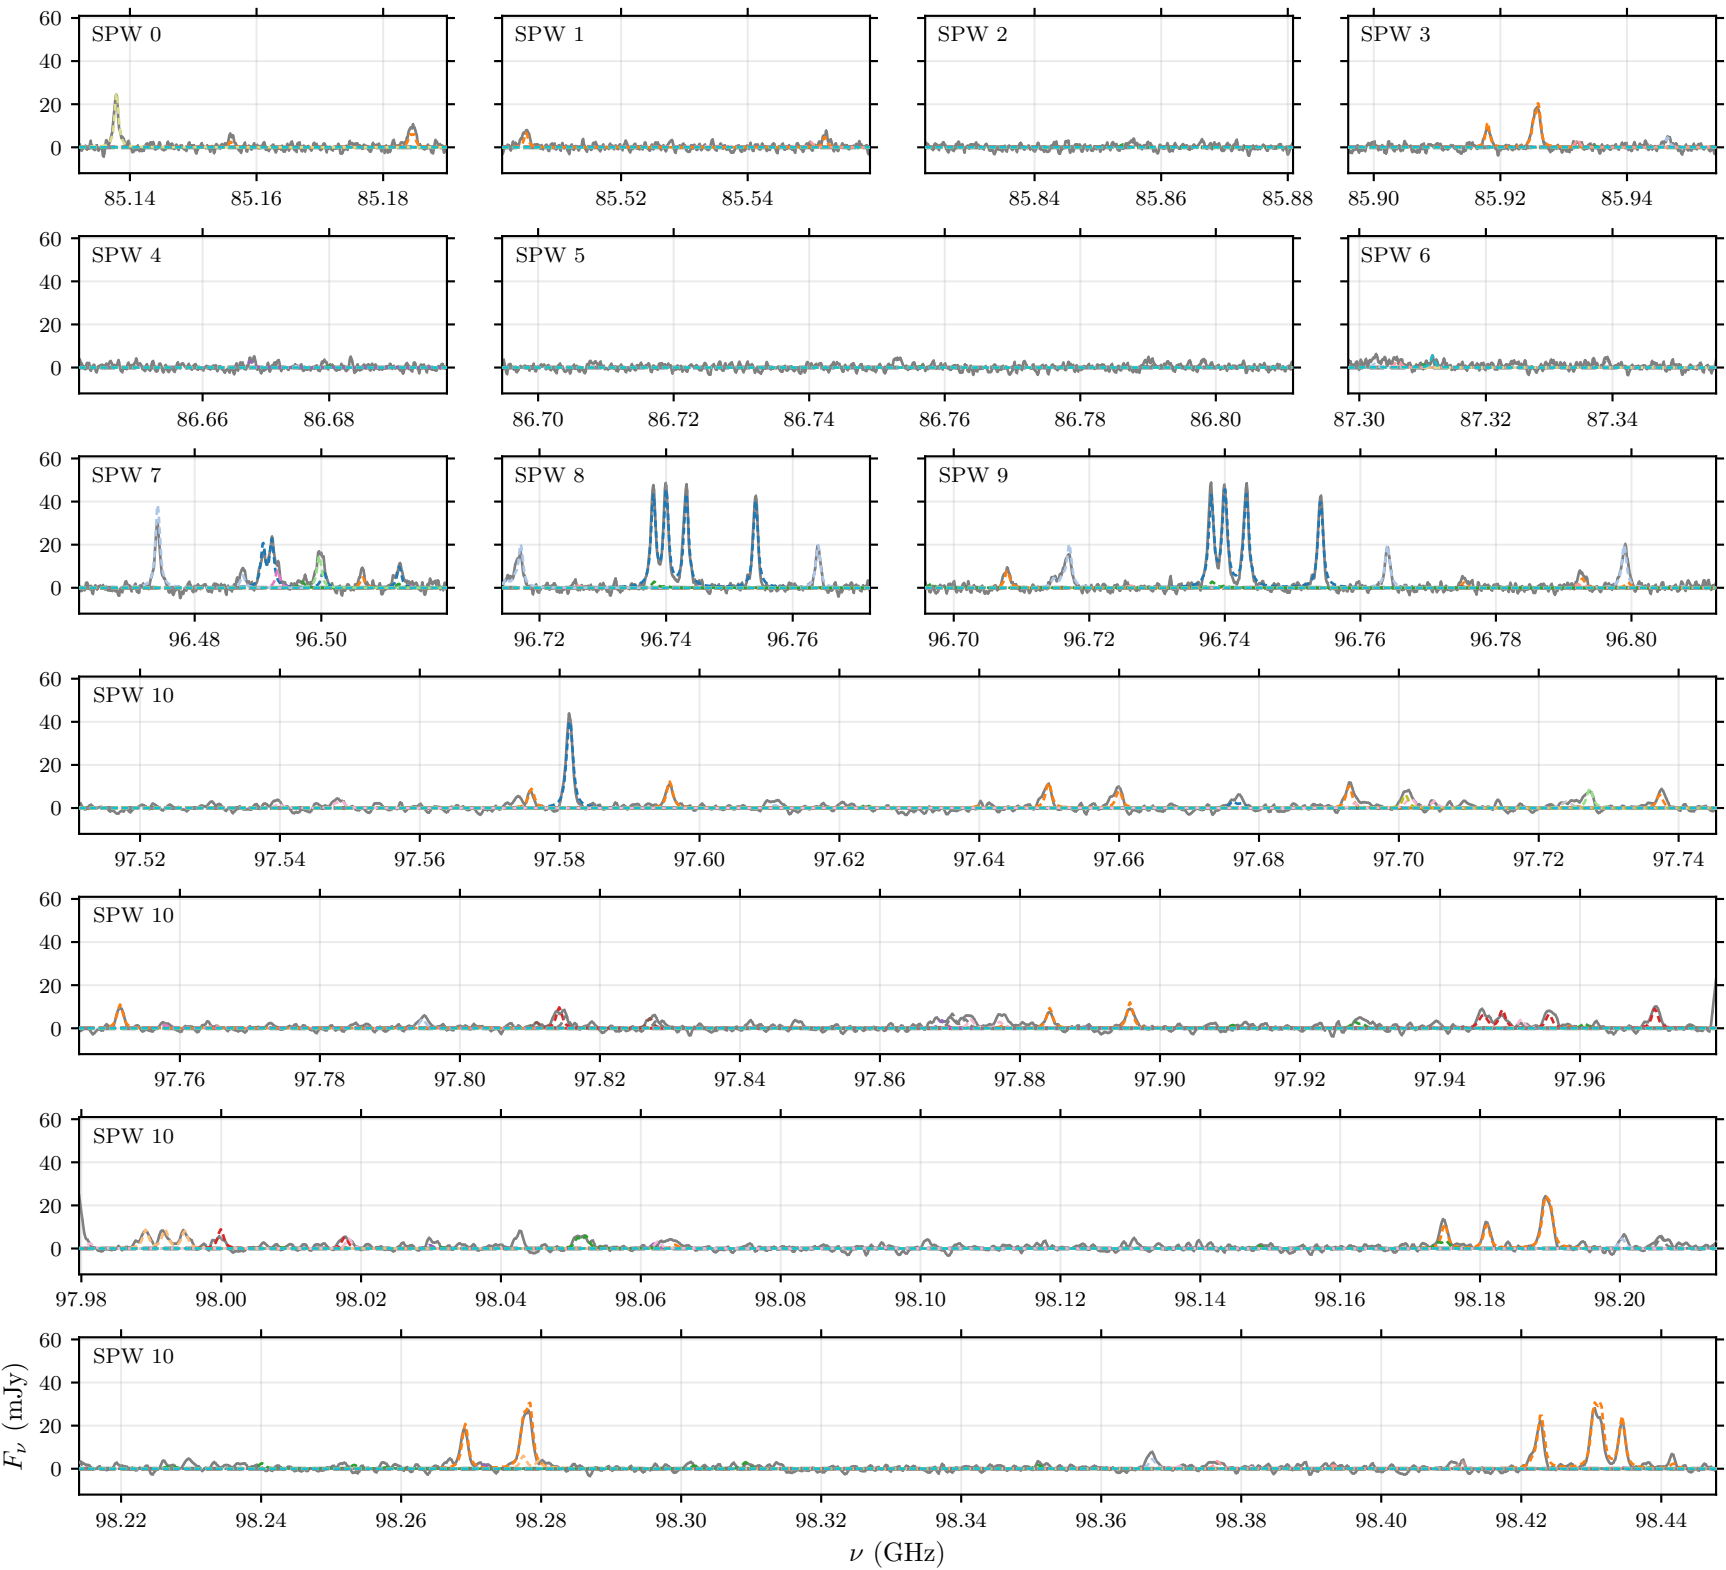 60 SPW 0 SPW 1 SPW 2 SPW 3
40
20
0
85.14 85.16 85.18 85.52 85.54 85.84 85.86 85.88 85.90 85.92 85.94
60 SPW 4 SPW 5 SPW 6
40
20
0
86.66 86.68 86.70 86.72 86.74 86.76 86.78 86.80 87.30 87.32 87.34
60 SPW 7 SPW 8 SPW 9
40
20
0
96.48 96.50 96.72 96.74 96.76 96.70 96.72 96.74 96.76 96.78 96.80
60 SPW 10
40
20
0
97.52 97.54 97.56 97.58 97.60 97.62 97.64 97.66 97.68 97.70 97.72 97.74
60 SPW 10
40
20
0
97.76 97.78 97.80 97.82 97.84 97.86 97.88 97.90 97.92 97.94 97.96
60 SPW 10
40
20
0
97.98 98.00 98.02 98.04 98.06 98.08 98.10 98.12 98.14 98.16 98.18 98.20
60 SPW 10
40
20
0
F_ν (mJy)
98.22 98.24 98.26 98.28 98.30 98.32 98.34 98.36 98.38 98.40 98.42 98.44
ν (GHz)